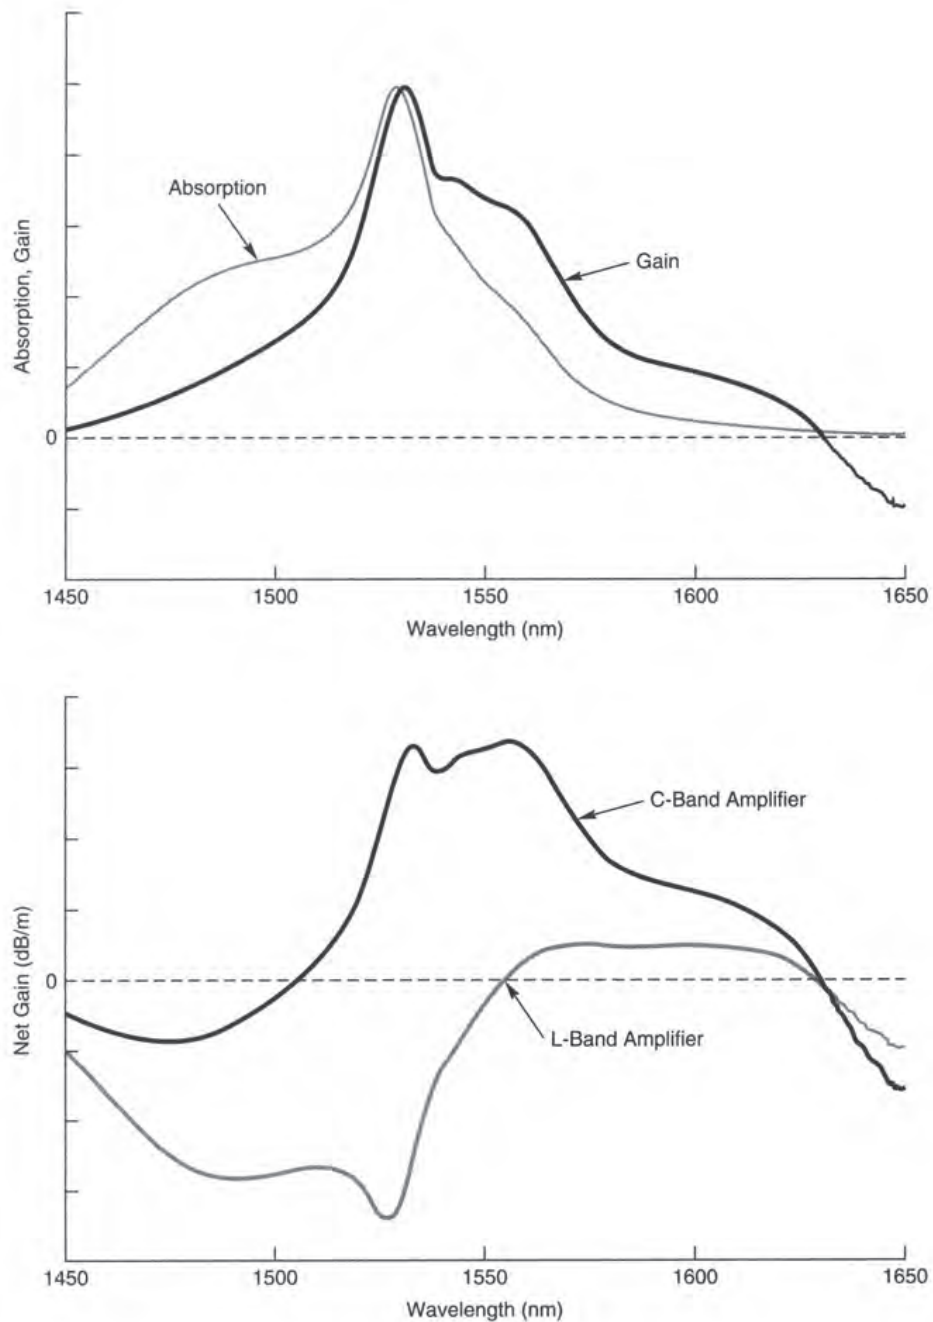 Absorption, Gain
Absorption
Gain
0
1450
1500
1550
1600
1650
Wavelength (nm)
Net Gain (dB/m)
C-Band Amplifier
0
L-Band Amplifier
1450
1500
1550
1600
1650
Wavelength (nm)